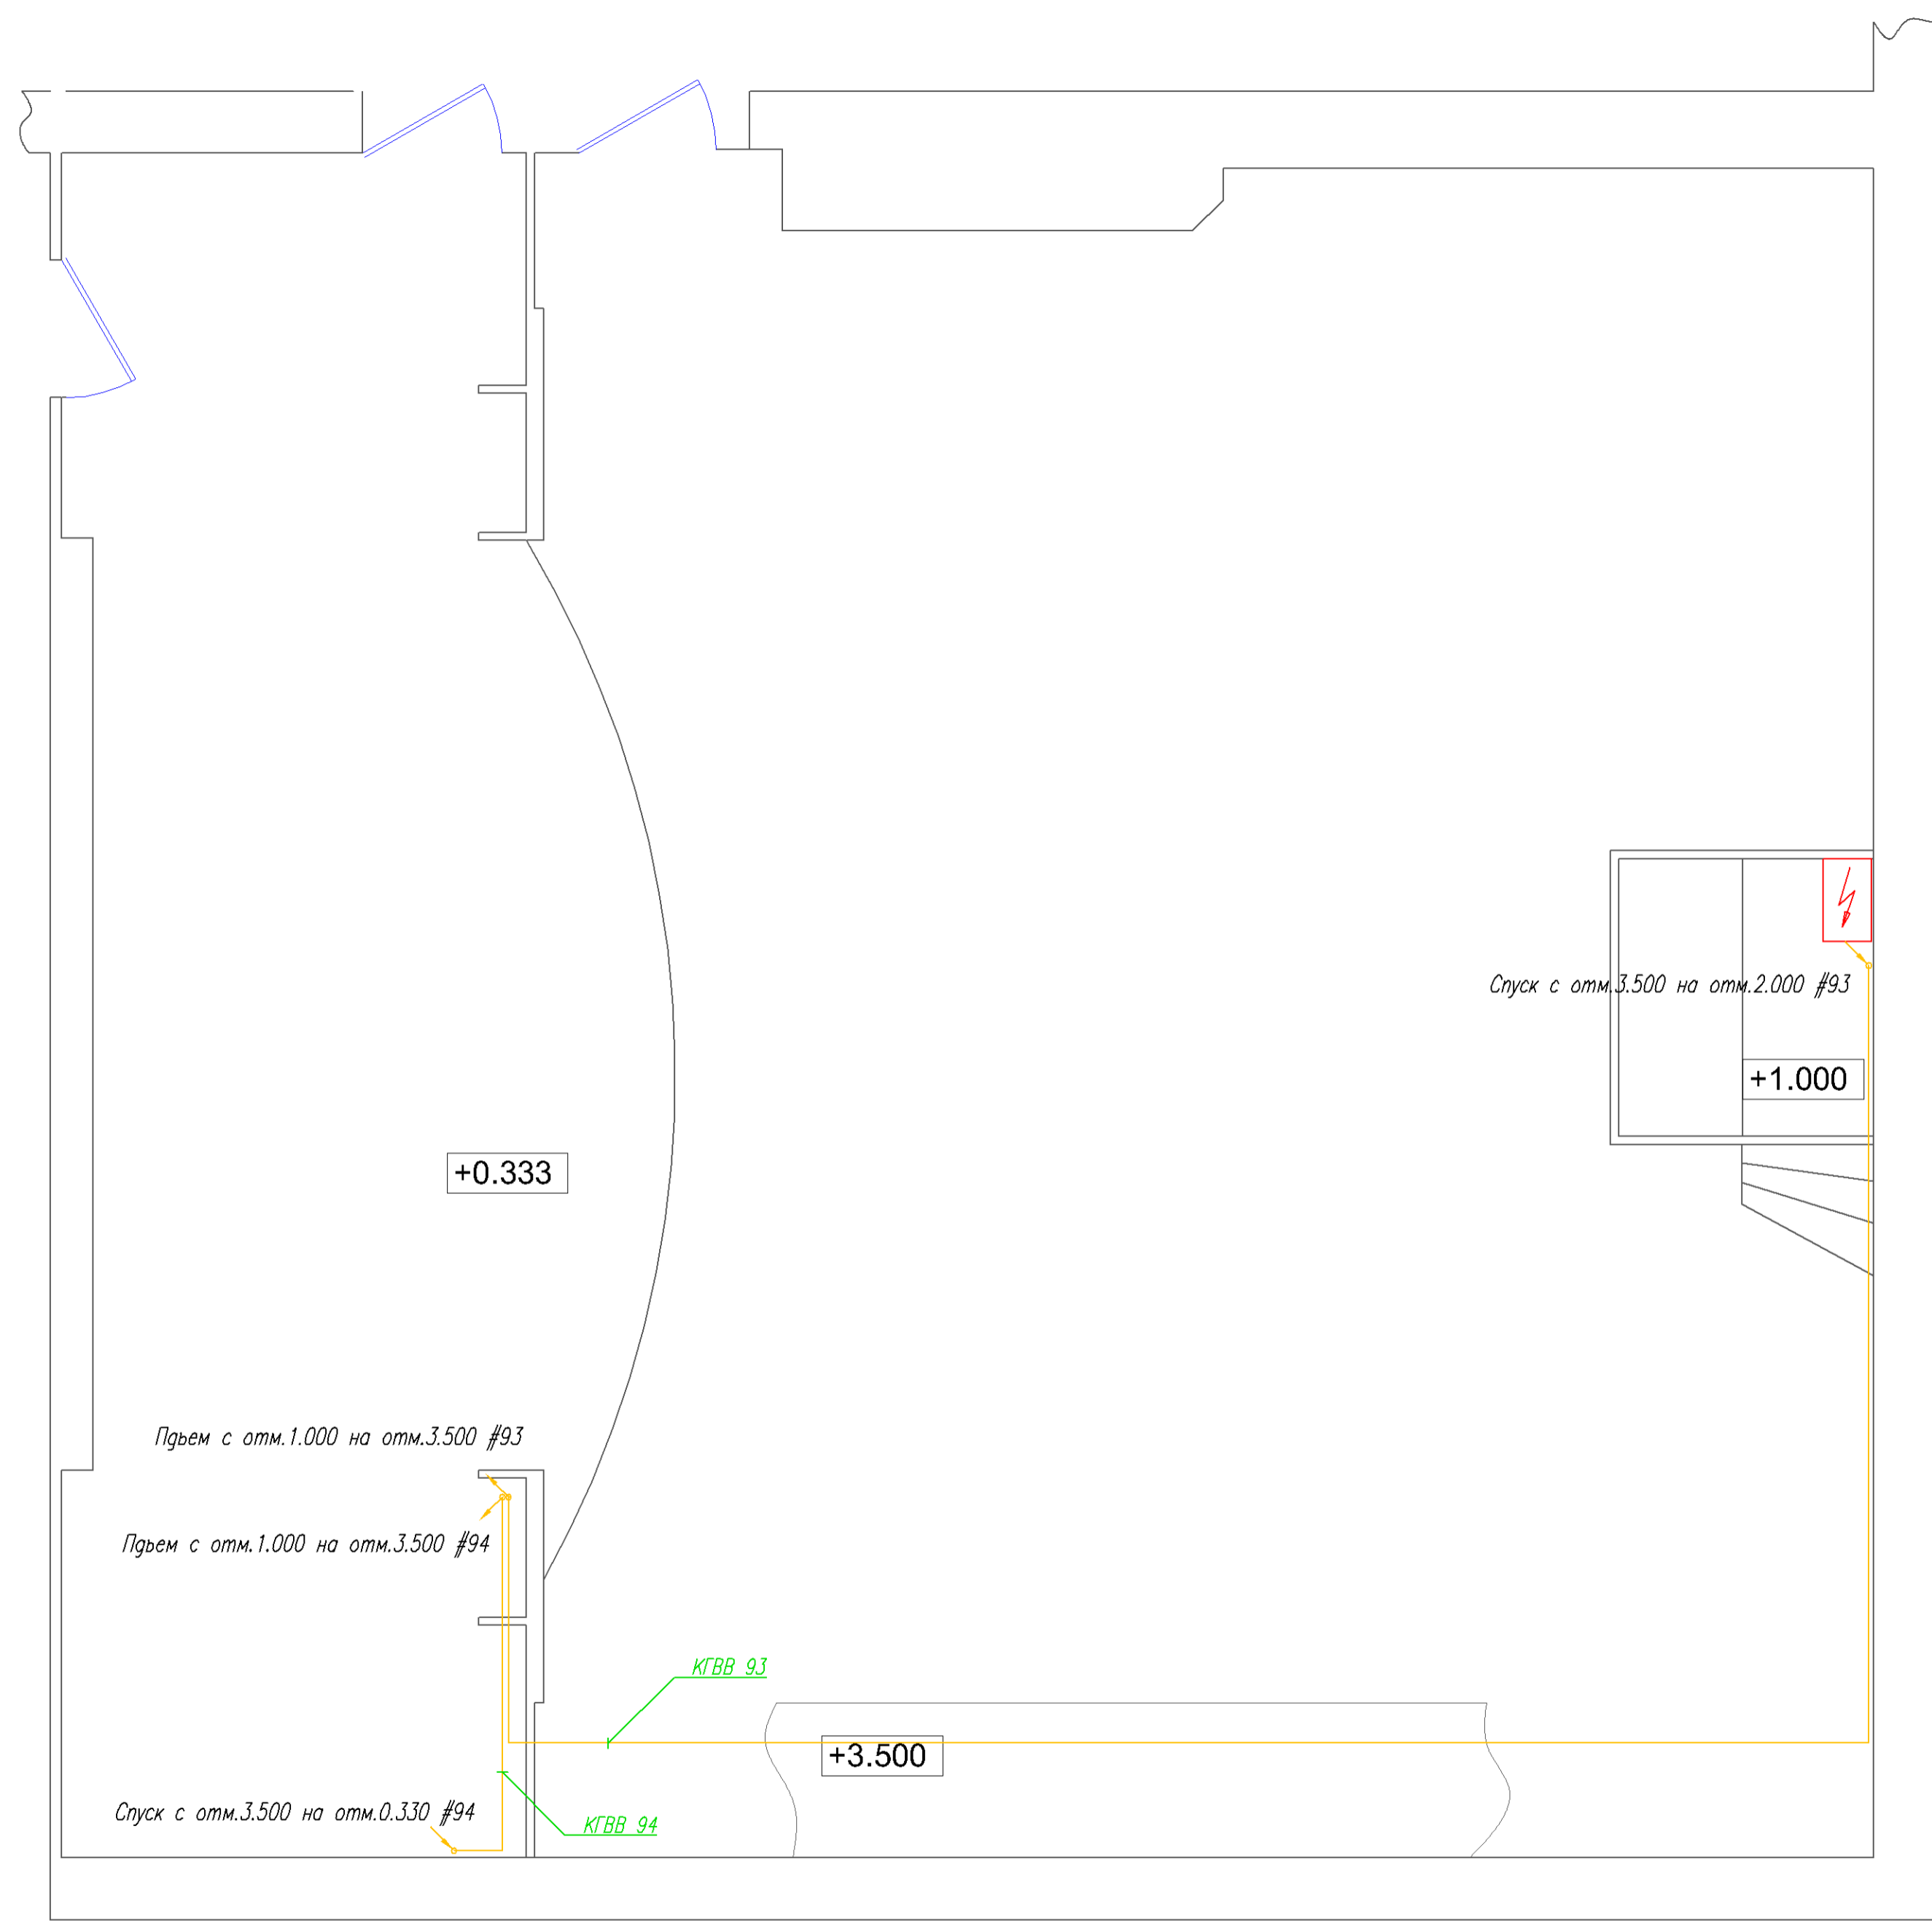 Спуск с отм.3.500 на отм.2.000 #93
+1.000
+0.333
Пдьем с отм.1.000 на отм.3.500 #93
Пдьем с отм.1.000 на отм.3.500 #94
КГВВ 93
+3.500
Спуск с отм.3.500 на отм.0.330 #94
КГВВ 94